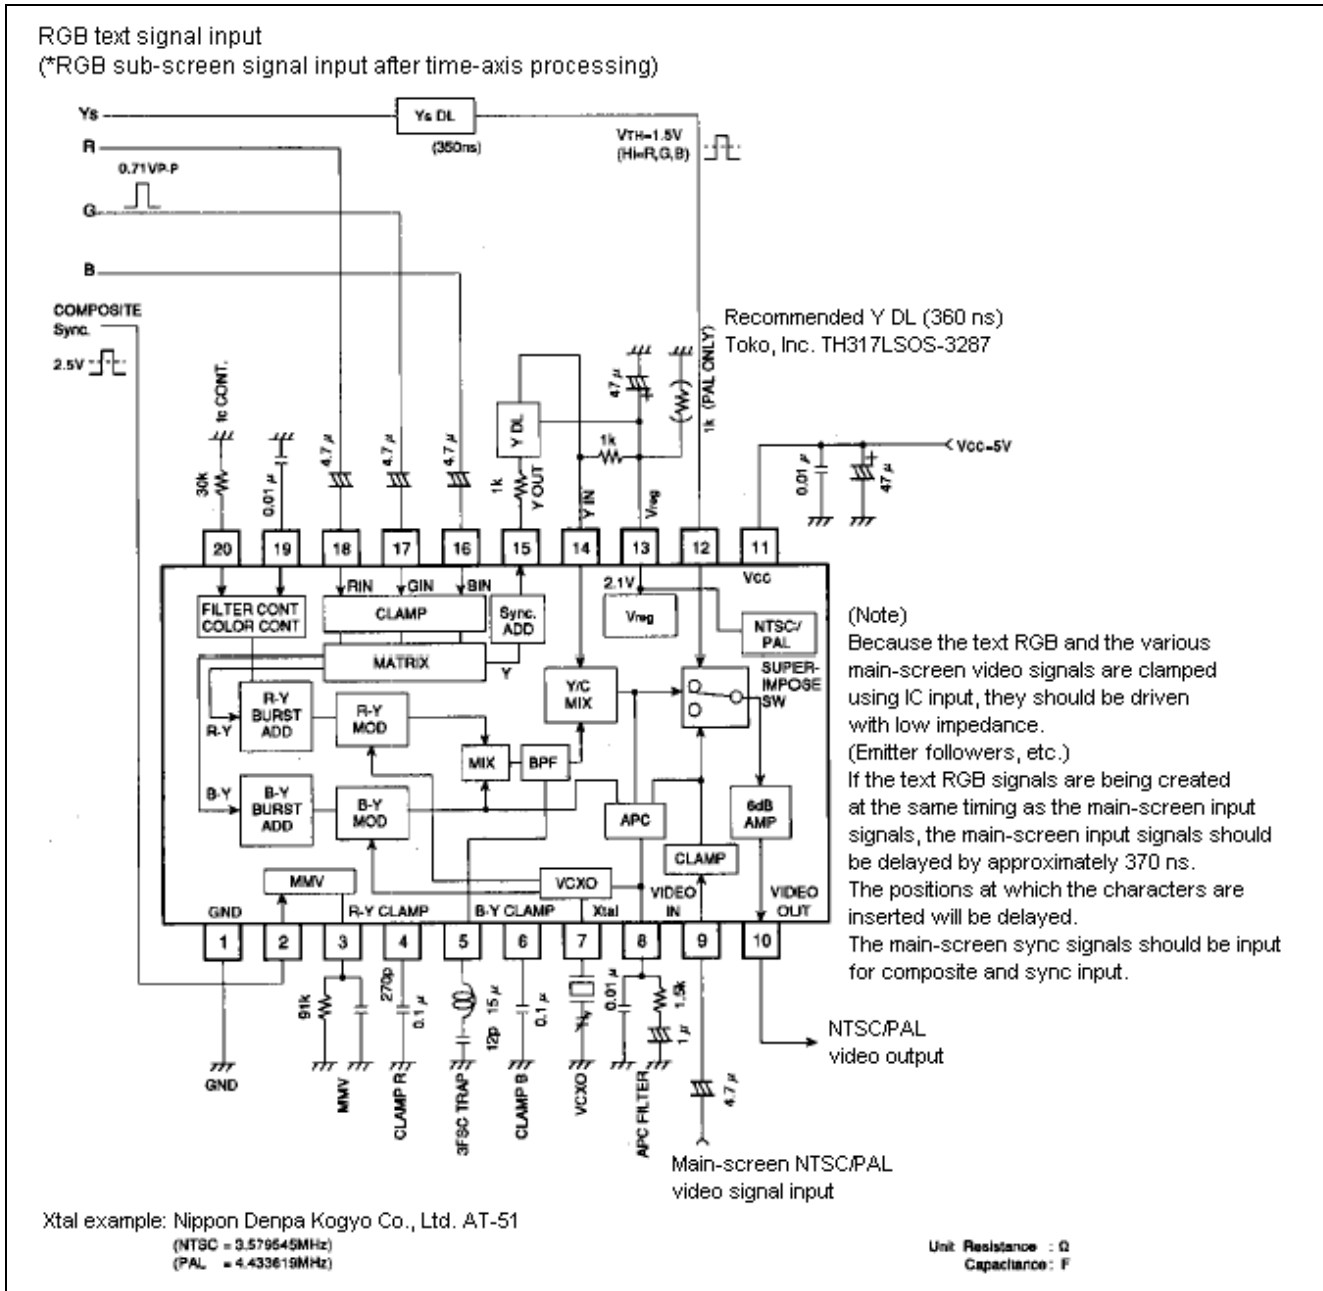 RGB text signal input
(*RGB sub-screen signal input after time-axis processing)
Ys
Ys DL
(350ns)
VTH=1.5V
(Hi=R,G,B)
R
0.71VP-P
G
B
COMPOSITE
Sync.
2.5V
Recommended Y DL (360 ns)
Toko, Inc. TH317LSOS-3287
1c CONT.
30k
0.01 μ
4.7 μ
4.7 μ
4.7 μ
Y DL
1k
Y OUT
Y IN
1k
47 μ
+
Vreg
1k (PAL ONLY)
Vcc=5V
0.01 μ
+
47 μ
20
19
18
17
16
15
14
13
12
11
RIN
GIN
BIN
2.1V
Vcc
FILTER CONT
COLOR CONT
CLAMP
Sync.
ADD
Vreg
NTSC/
PAL
MATRIX
Y
R-Y
BURST
ADD
R-Y
R-Y
MOD
Y/C
MIX
SUPER-
IMPOSE
SW
MIX
BPF
B-Y
B-Y
BURST
ADD
B-Y
MOD
APC
6dB
AMP
CLAMP
MMV
VCXO
VIDEO
IN
VIDEO
OUT
GND
R-Y CLAMP
B-Y CLAMP
Xtal
1
2
3
4
5
6
7
8
9
10
(Note)
Because the text RGB and the various
main-screen video signals are clamped
using IC input, they should be driven
with low impedance.
(Emitter followers, etc.)
If the text RGB signals are being created
at the same timing as the main-screen input
signals, the main-screen input signals should
be delayed by approximately 370 ns.
The positions at which the characters are
inserted will be delayed.
The main-screen sync signals should be input
for composite and sync input.
91k
270p
0.1 μ
12p 15 μ
0.1 μ
0.01 μ
1.5k
1 μ
4.7 μ
GND
MMV
CLAMP R
3FSC TRAP
CLAMP B
VCXO
APC FILTER
NTSC/PAL
video output
Main-screen NTSC/PAL
video signal input
Xtal example: Nippon Denpa Kogyo Co., Ltd. AT-51
(NTSC = 3.579545MHz)
(PAL = 4.433619MHz)
Unit Resistance : Ω
Capacitance : F